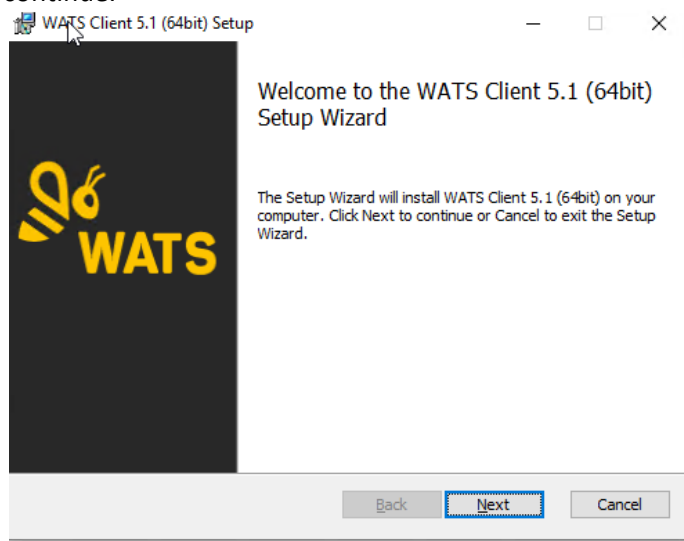 continue.
WATS Client 5.1 (64bit) Setup
Welcome to the WATS Client 5.1 (64bit)
Setup Wizard
The Setup Wizard will install WATS Client 5.1 (64bit) on your
computer. Click Next to continue or Cancel to exit the Setup
Wizard.
WATS
Back Next Cancel